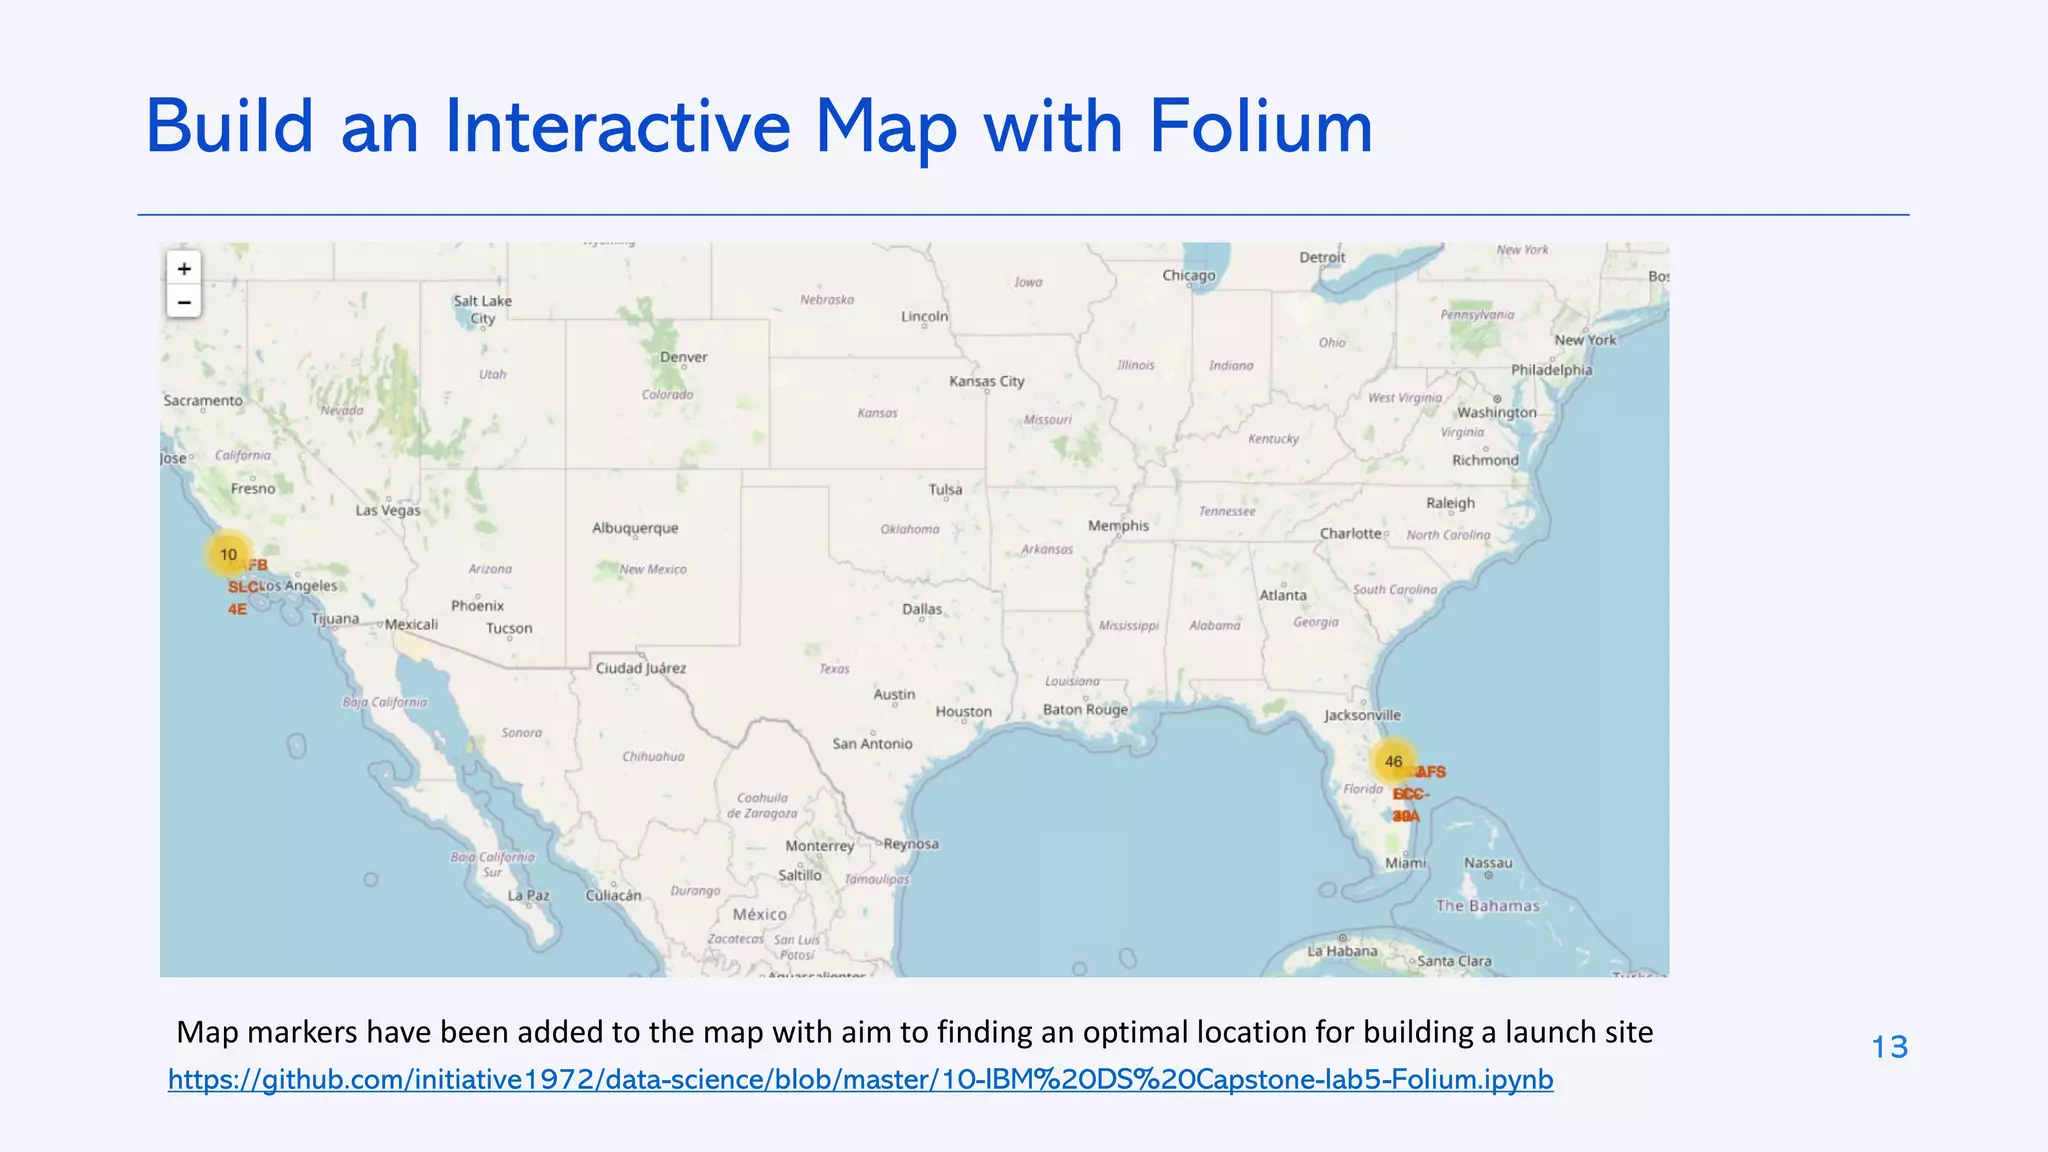 Build an Interactive Map with Folium
+
−
Wyoming
New York
Detroit
Chicago
Salt Lake
City
Nebraska
Iowa
Lincoln
Pennsylvania
New York
Ohio
Denver
Utah
Colorado
Kansas City
Illinois
Indiana
Philadelphia
Sacramento
Nevada
Kansas
Missouri
West Virginia
Washington
Kentucky
Virginia
Jose
California
Richmond
Fresno
Las Vegas
Tulsa
Raleigh
Tennessee
Albuquerque
Oklahoma
Memphis
Charlotte
North Carolina
10
Arkansas
Arizona
New Mexico
SLC-
Los Angeles
4E
Atlanta
South Carolina
Phoenix
Dallas
Tijuana
Mexicali
Tucson
Mississippi
Alabama
Georgia
Ciudad Juárez
Texas
Louisiana
Baja California
Austin
Houston
Baton Rouge
Jacksonville
Sonora
Chihuahua
San Antonio
46
Florida
Coahuila
de Zaragoza
Monterrey
Reynosa
Baja California
Sur
Saltillo
Tamaulipas
Miami
Nassau
La Paz
Culiacán
Durango
México
The Bahamas
Zacatecas
San Luis
Potosí
La Habana
Santa Clara
Aguascalientes
Map markers have been added to the map with aim to finding an optimal location for building a launch site
13
https://github.com/initiative1972/data-science/blob/master/10-IBM%20DS%20Capstone-lab5-Folium.ipynb